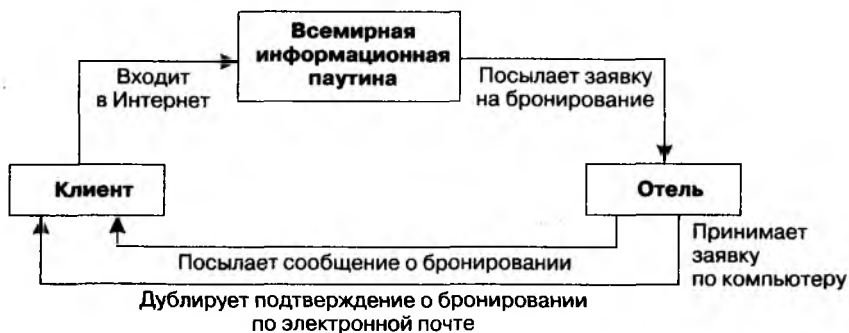 Всемирная
информационная
паутина
Входит
в Интернет
Посылает заявку
на бронирование
Клиент
Отель
Принимает
заявку
по компьютеру
Посылает сообщение о бронировании
Дублирует подтверждение о бронировании
по электронной почте